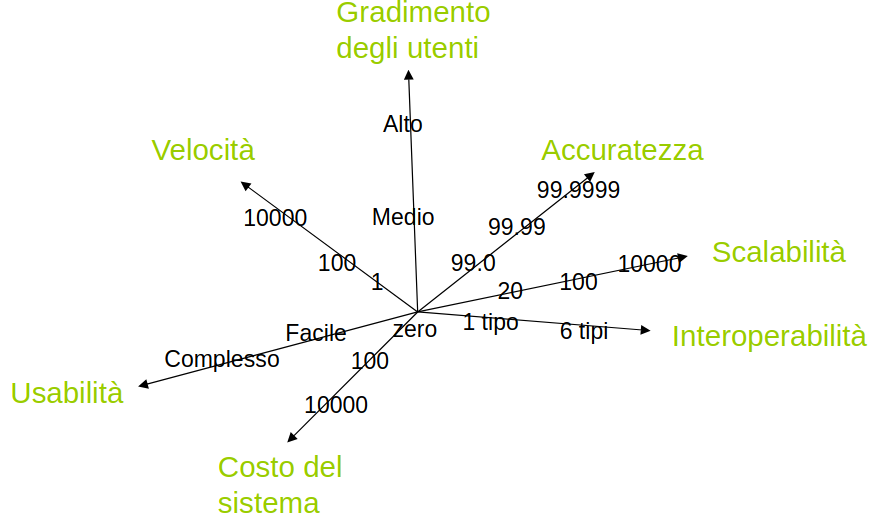 Gradimento
degli utenti
Alto
Velocità
Accuratezza
99.9999
10000
Medio
99.99
Scalabilità
100
99.0
10000
1
20
100
Facile
zero
1 tipo
6 tipi
Interoperabilità
Complesso
100
Usabilità
10000
Costo del
sistema